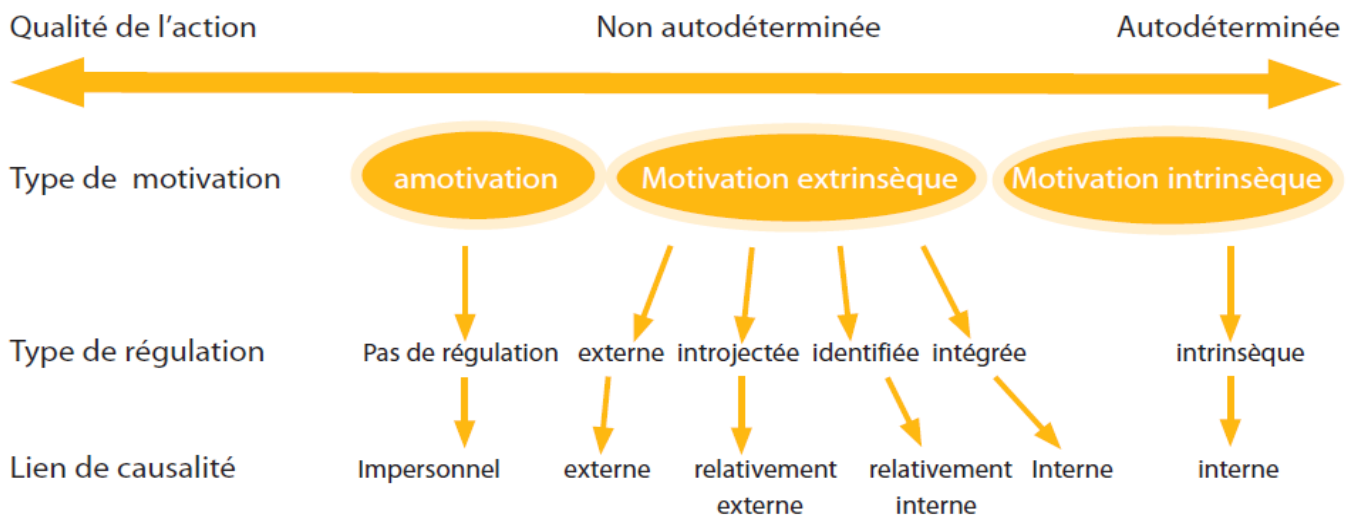 Qualité de l’action Non autodéterminée Autodéterminée
Type de motivation amotivation Motivation extrinsèque Motivation intrinsèque
Type de régulation Pas de régulation externe introjectée identifiée intégrée intrinsèque
Lien de causalité Impersonnel externe relativement relativement Interne interne
externe interne